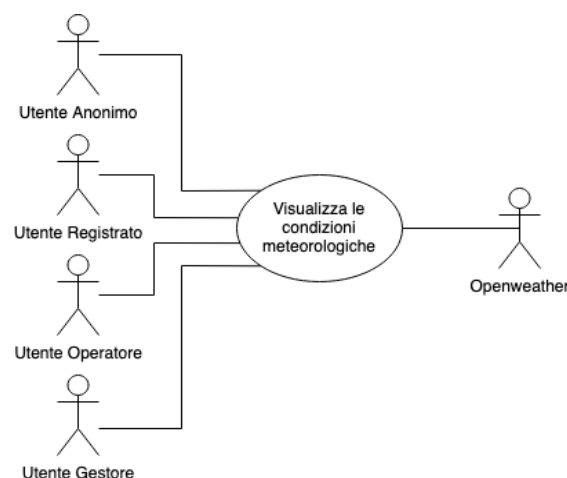 Utente Anonimo
Utente Registrato
Utente Operatore
Utente Gestore
Visualizza le
condizioni
meteorologiche
Openweather